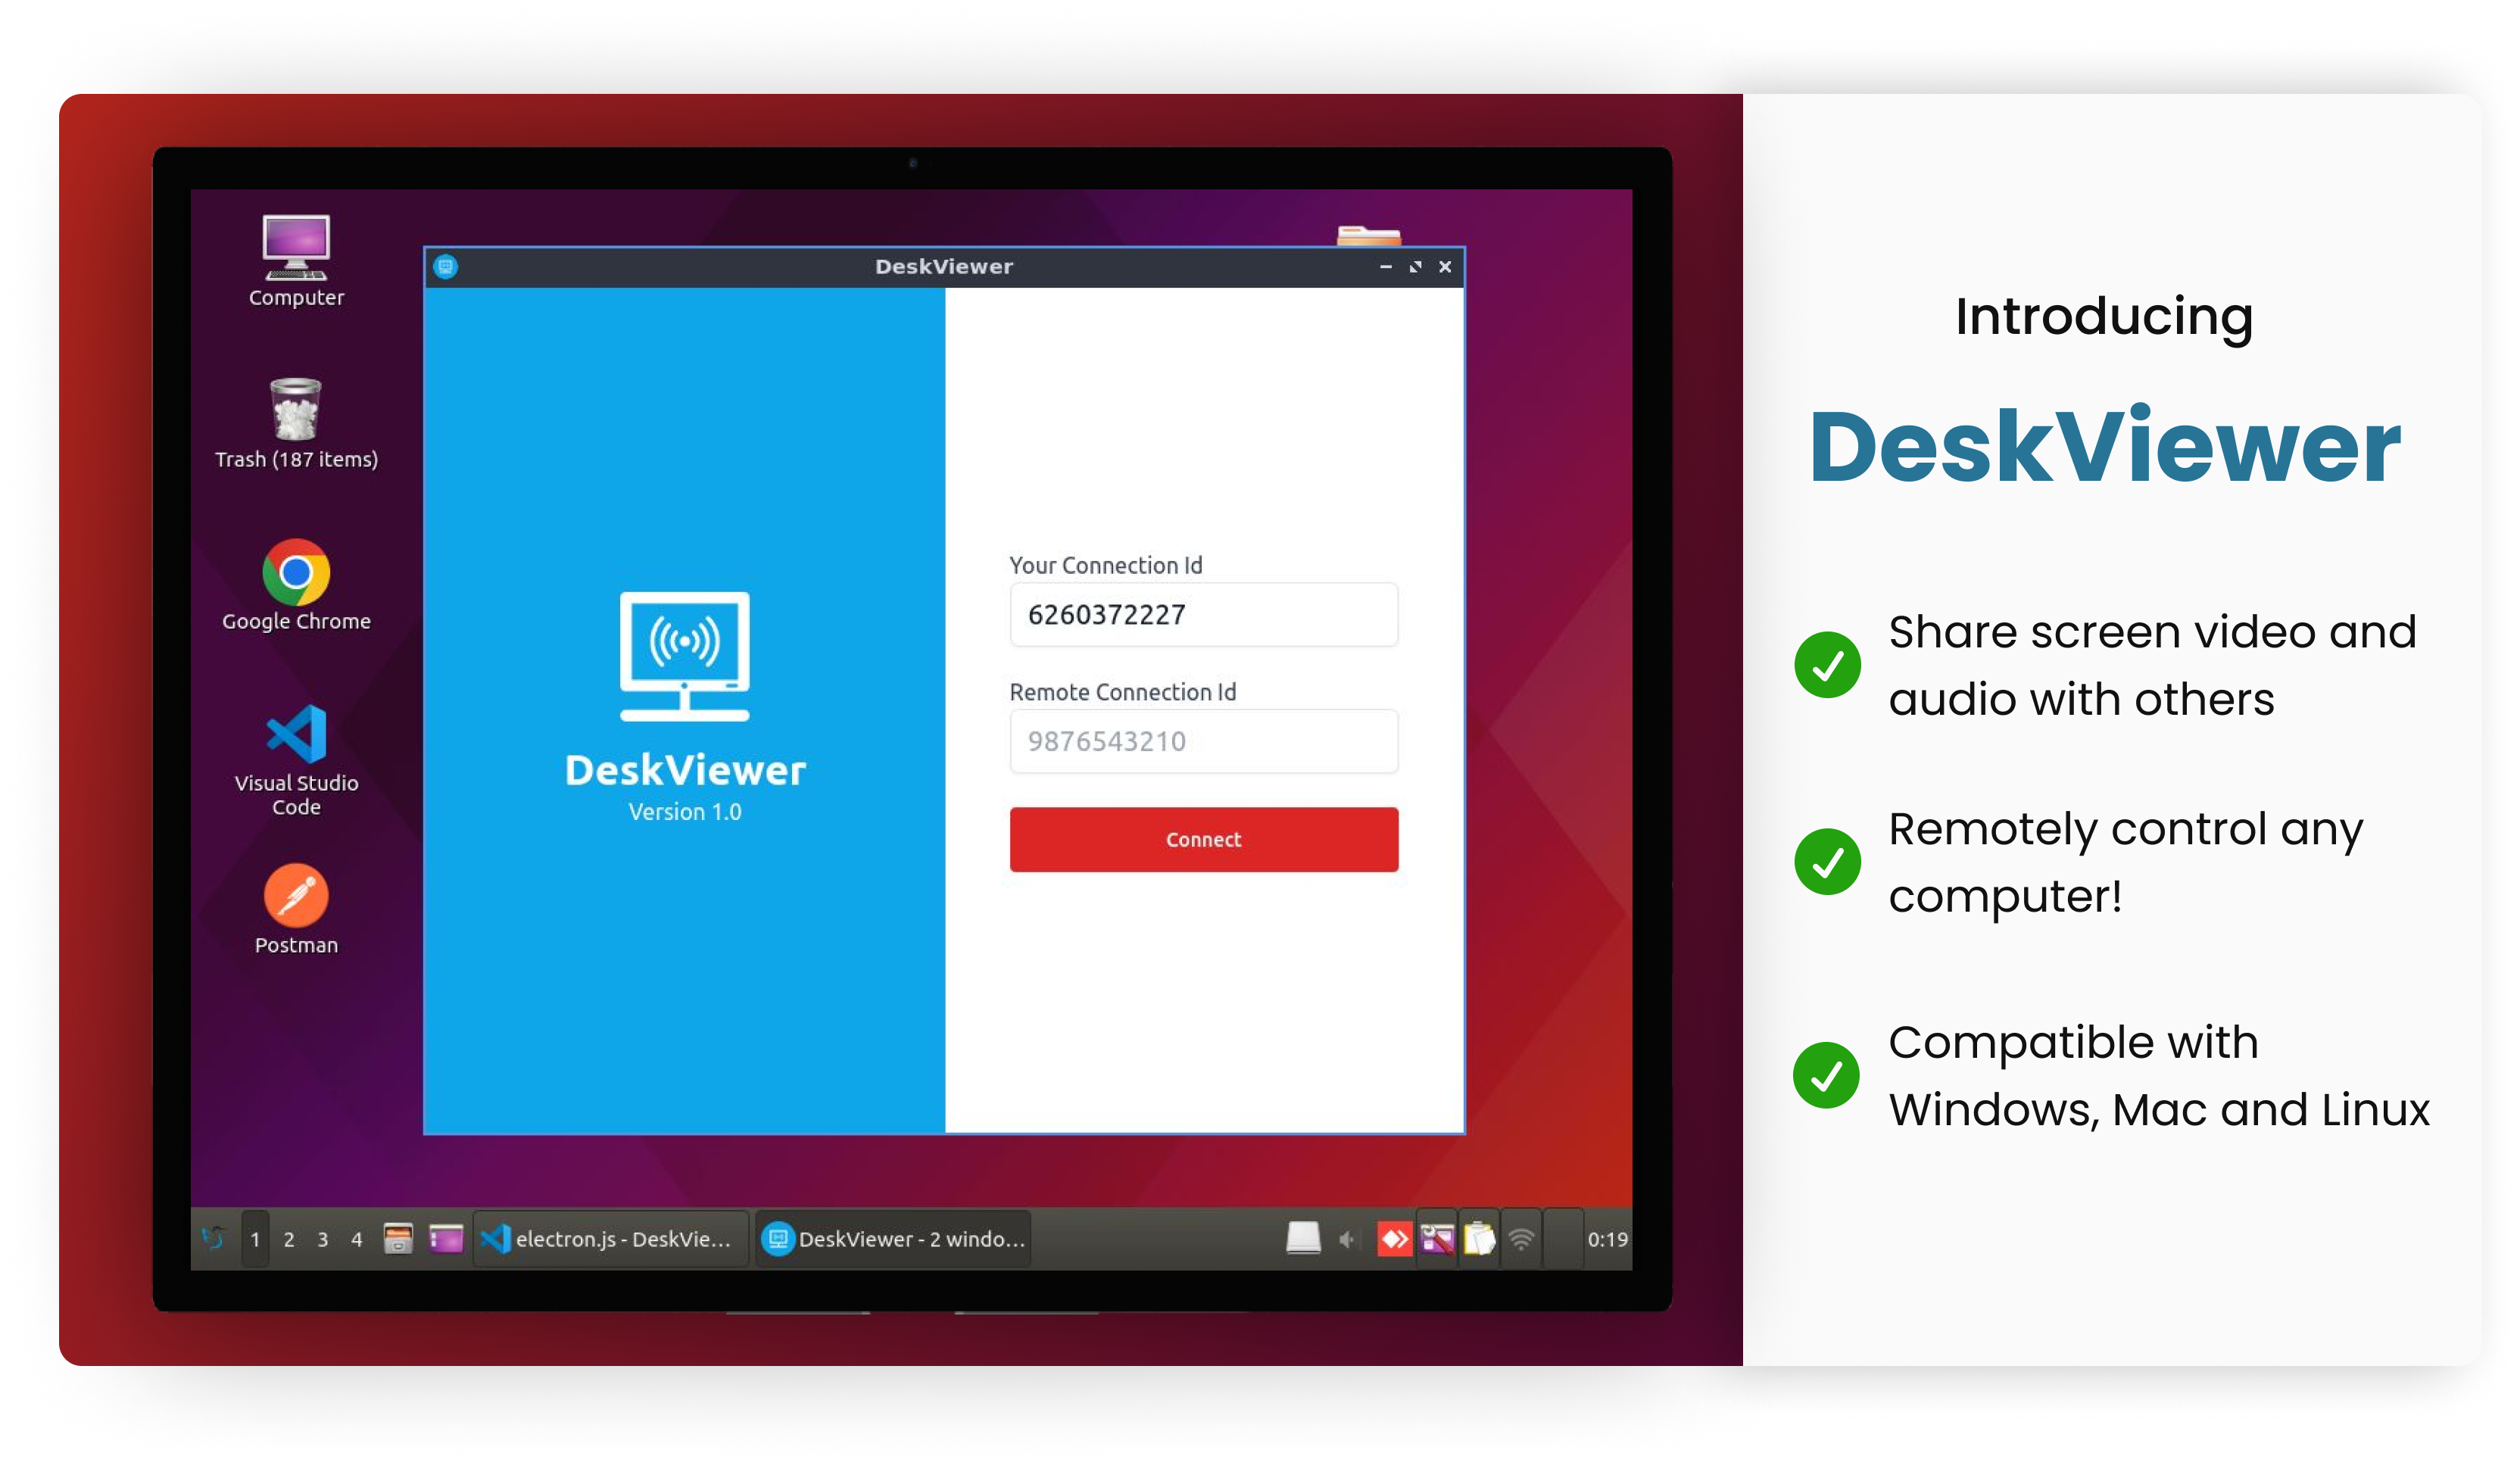 Computer
Trash (187 items)
Google Chrome
Visual Studio
Code
Postman
DeskViewer
DeskViewer
Version 1.0
Your Connection Id
6260372227
Remote Connection Id
9876543210
Connect
1 2 3 4 electron.js - DeskVie... DeskViewer - 2 windo... 0:19
Introducing
DeskViewer
Share screen video and
audio with others
Remotely control any
computer!
Compatible with
Windows, Mac and Linux